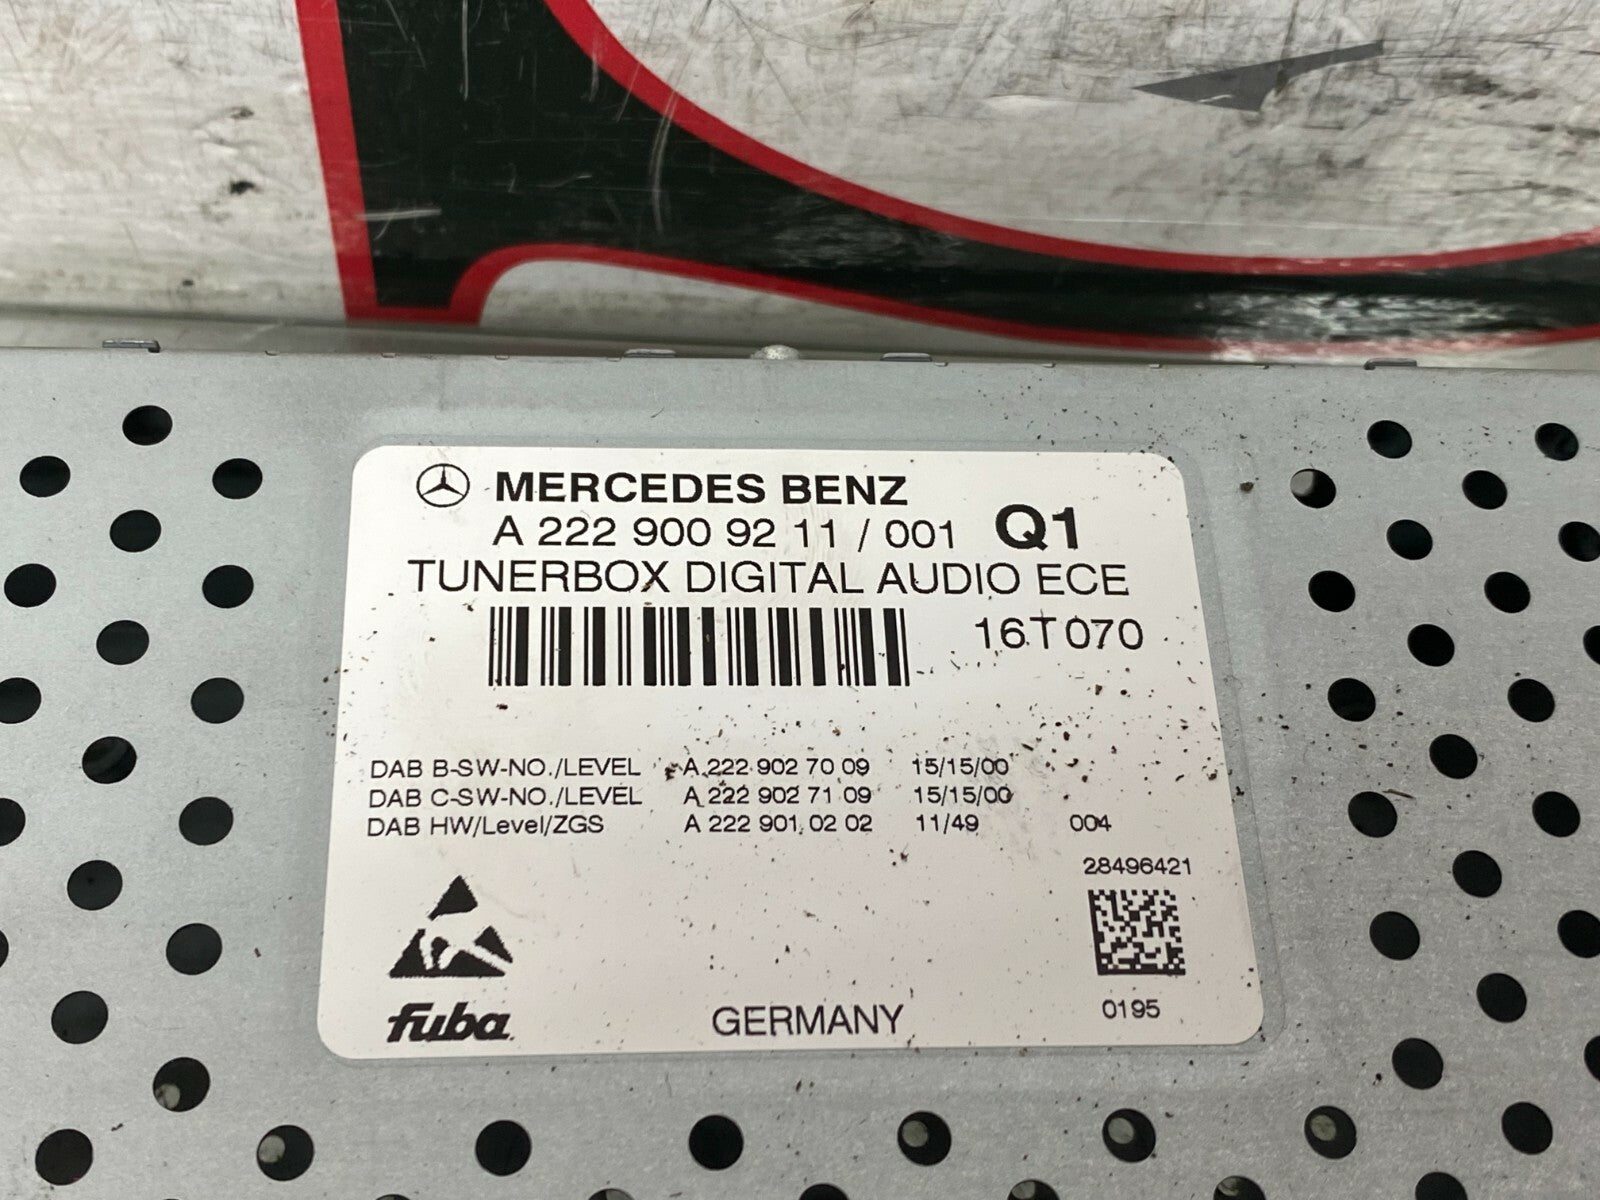 MERCEDES BENZ
A 222 900 92 11 / 001 Q1
TUNERBOX DIGITAL AUDIO ECE
16T070
DAB B-SW-NO./LEVEL A 222 902 70 09 15/15/00
DAB C-SW-NO./LEVEL A 222 902 71 09 15/15/00
DAB HW/Level/ZGS A 222 901 02 02 11/49 004
28496421
fuba GERMANY 0195